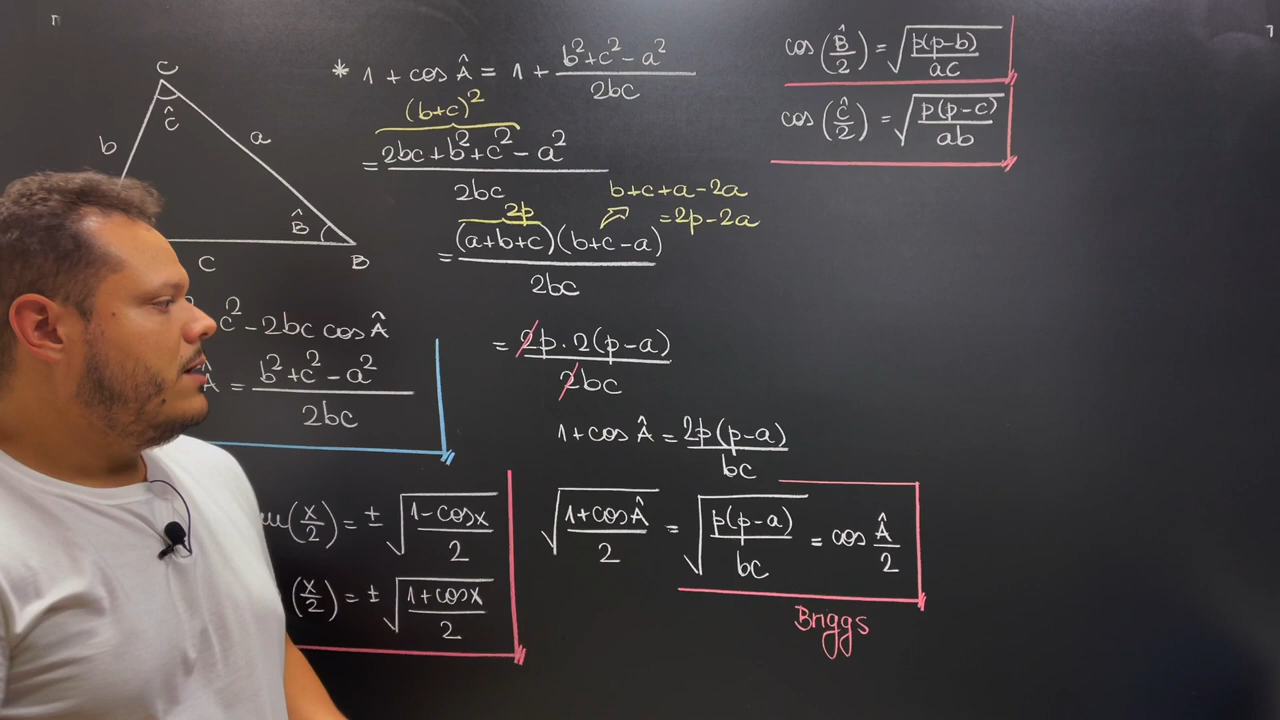 C
Ĉ
b
a
B̂
C
B
c² - 2bc cos Â
Â = (b² + c² - a²)/2bc
(x/2) = ± √((1 - cos x)/2)
(x/2) = ± √((1 + cos x)/2)
* 1 + cos Â = 1 + (b² + c² - a²)/2bc
(b+c)²
= (2bc + b² + c² - a²)/2bc
b+c+a-2a
= 2p-2a
2p
= (a+b+c)(b+c-a)/2bc
= 2p · 2(p-a)/2bc
1 + cos Â = 2p(p-a)/bc
√((1 + cos Â)/2) = √(p(p-a)/bc) = cos Â/2
Briggs
cos(B̂/2) = √(p(p-b)/ac)
cos(Ĉ/2) = √(p(p-c)/ab)